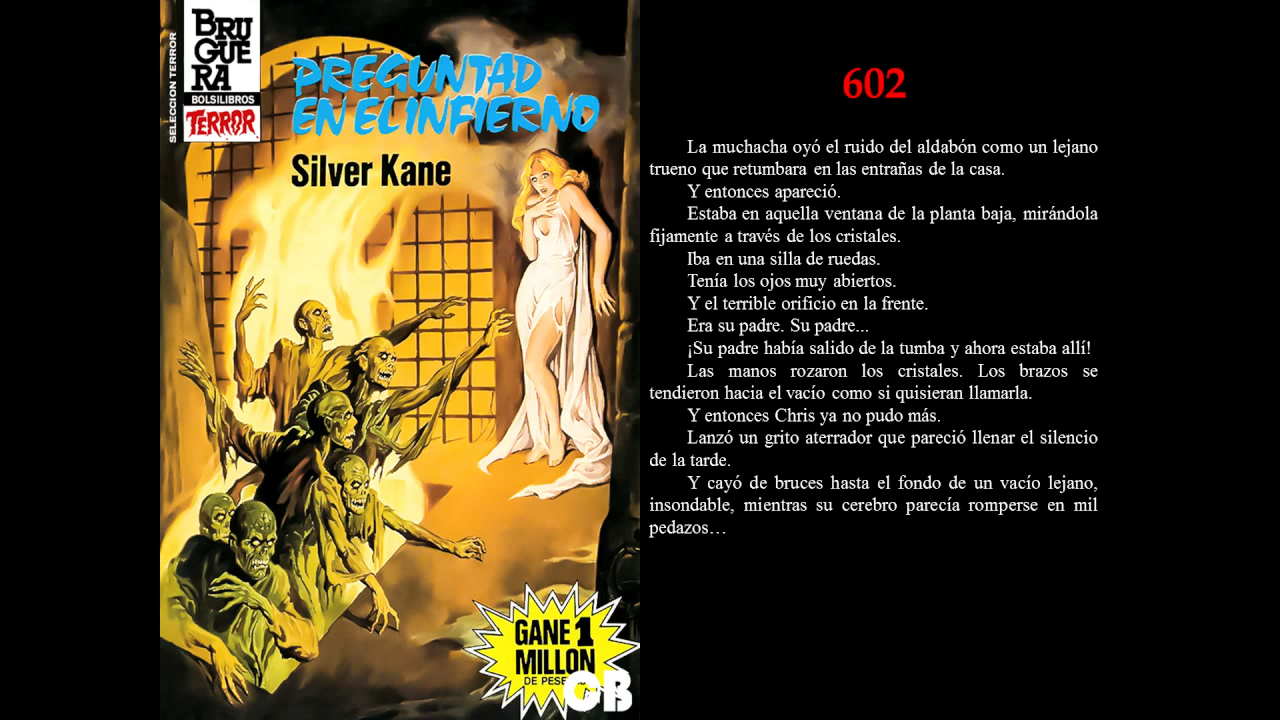 BRU
GUE
RA
BOLSILIBROS
TERROR
SELECCION TERROR
PREGUNTAD
EN EL INFIERNO
Silver Kane
GANE 1
MILLON
DE
GB
602
La muchacha oyó el ruido del aldabón como un lejano
trueno que retumbara en las entrañas de la casa.
Y entonces apareció.
Estaba en aquella ventana de la planta baja, mirándola
fijamente a través de los cristales.
Iba en una silla de ruedas.
Tenía los ojos muy abiertos.
Y el terrible orificio en la frente.
Era su padre. Su padre...
¡Su padre había salido de la tumba y ahora estaba allí!
Las manos rozaron los cristales. Los brazos se
tendieron hacia el vacío como si quisieran llamarla.
Y entonces Chris ya no pudo más.
Lanzó un grito aterrador que pareció llenar el silencio
de la tarde.
Y cayó de bruces hasta el fondo de un vacío lejano,
insondable, mientras su cerebro parecía romperse en mil
pedazos…